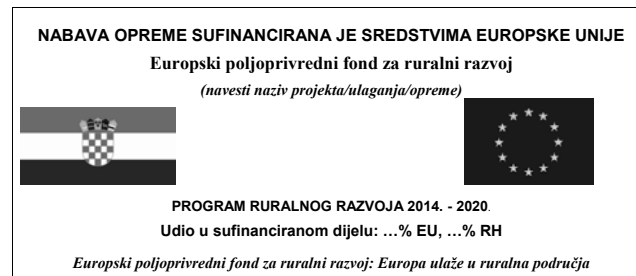 NABAVA OPREME SUFINANCIRANA JE SREDSTVIMA EUROPSKE UNIJE
Europski poljoprivredni fond za ruralni razvoj
(navesti naziv projekta/ulaganja/opreme)
PROGRAM RURALNOG RAZVOJA 2014. - 2020.
Udio u sufinanciranom dijelu: ...% EU, ...% RH
Europski poljoprivredni fond za ruralni razvoj: Europa ulaže u ruralna područja